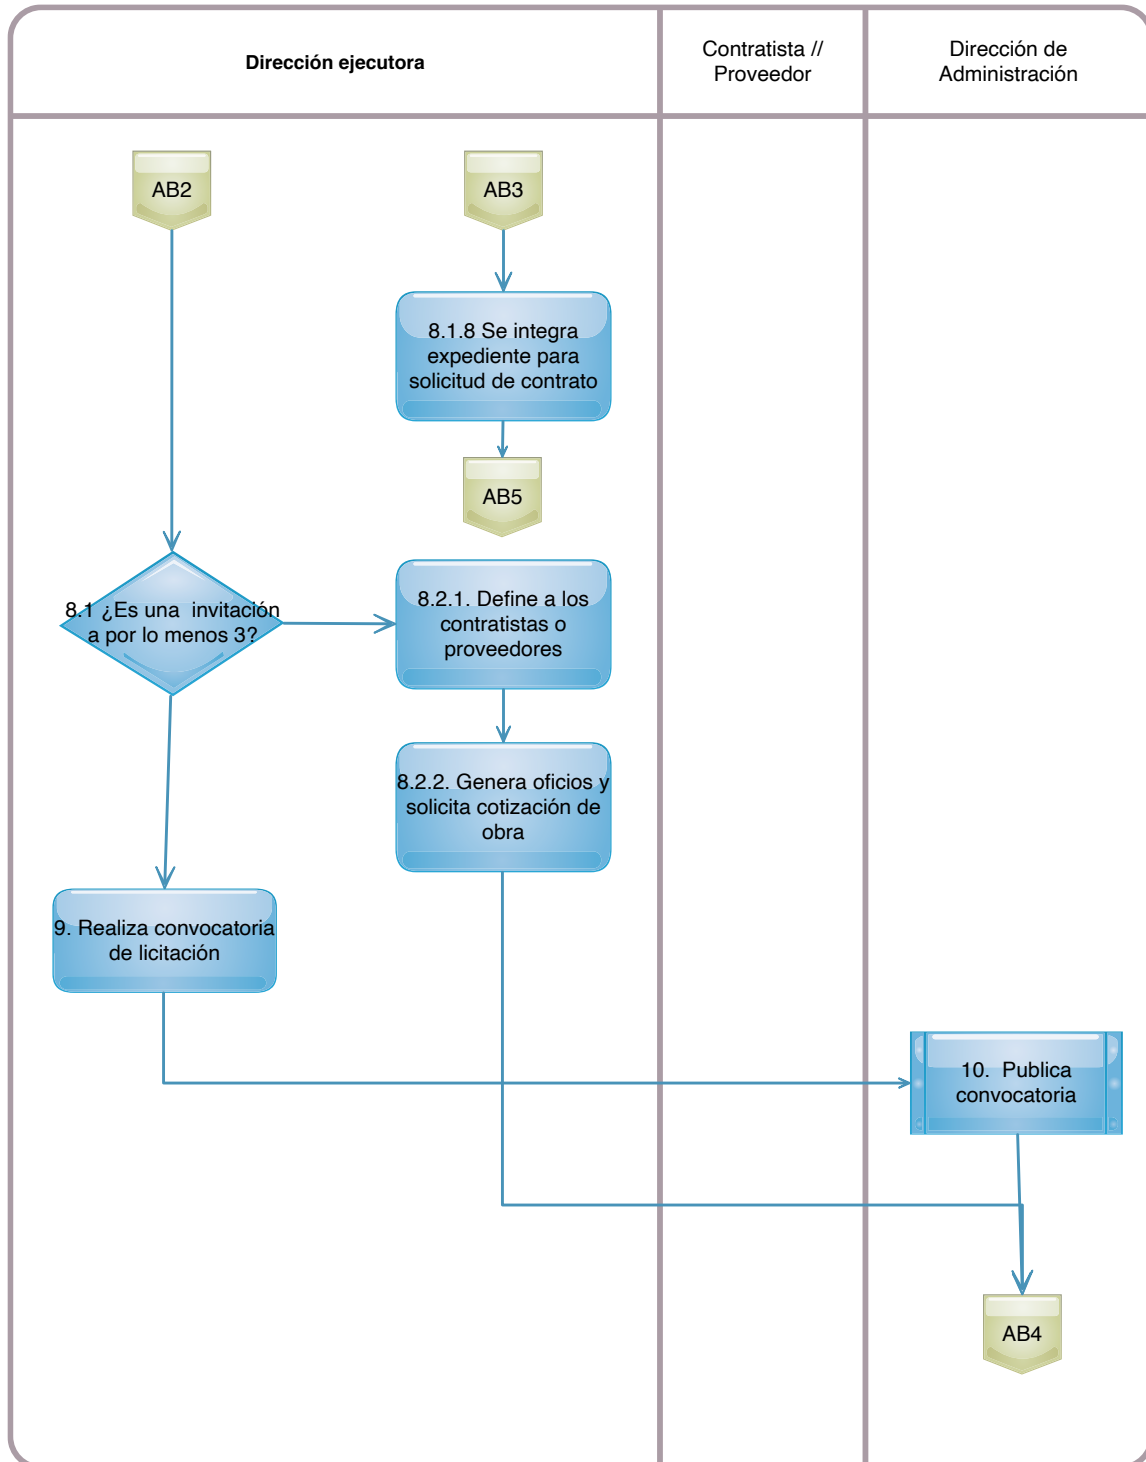 Dirección ejecutora
Contratista //
Proveedor
Dirección de
Administración
AB2
AB3
8.1.8 Se integra
expediente para
solicitud de contrato
AB5
8.1 ¿Es una  invitación
a por lo menos 3?
8.2.1. Define a los
contratistas o
proveedores
8.2.2. Genera oficios y
solicita cotización de
obra
9. Realiza convocatoria
de licitación
10.  Publica
convocatoria
AB4